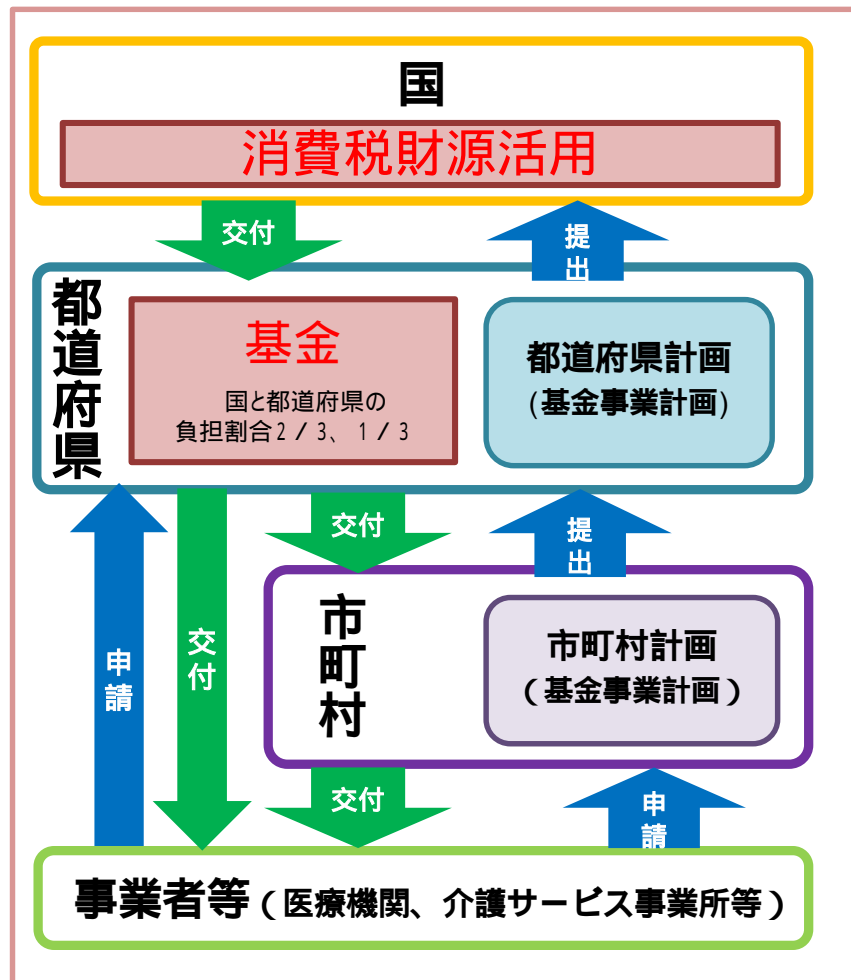 国
消費税財源活用
交付
提出
都道府県
基金
国と都道府県の
負担割合2/3、1/3
都道府県計画
(基金事業計画)
交付
提出
申請
交付
市町村
市町村計画
(基金事業計画)
交付
申請
事業者等(医療機関、介護サービス事業所等)